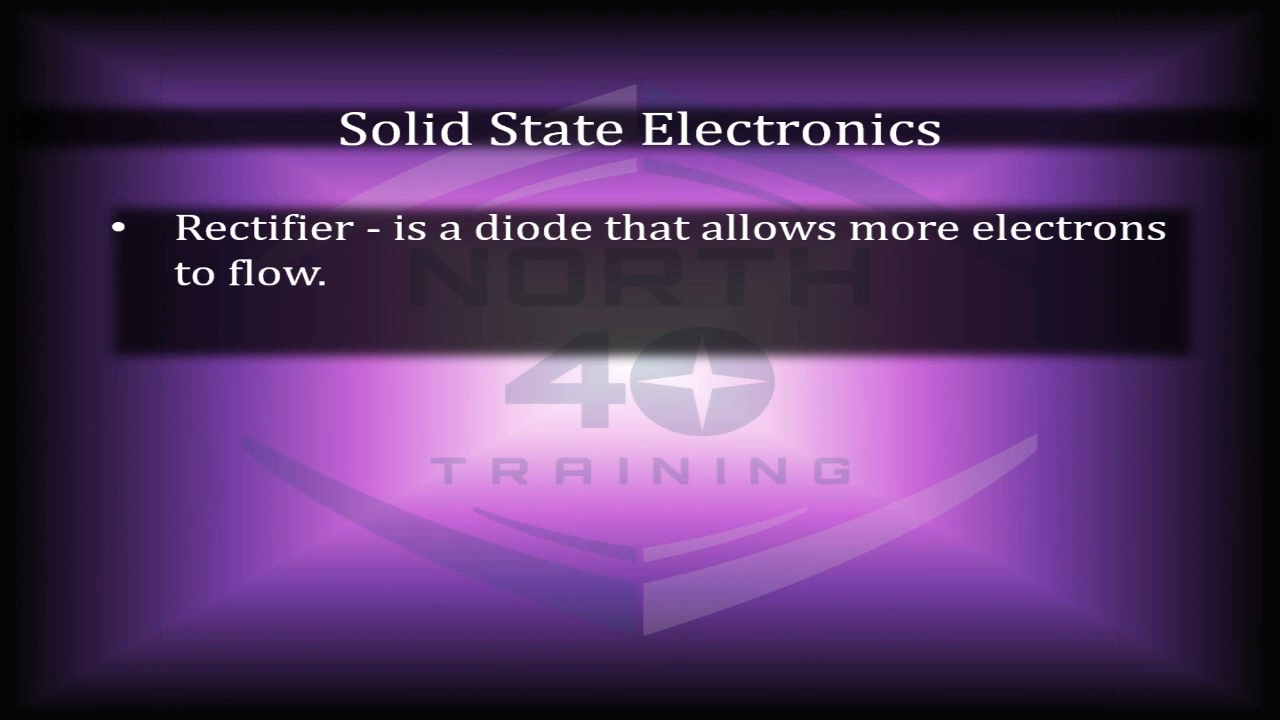 Solid State Electronics
• Rectifier - is a diode that allows more electrons
to flow.
NORTH
40
TRAINING